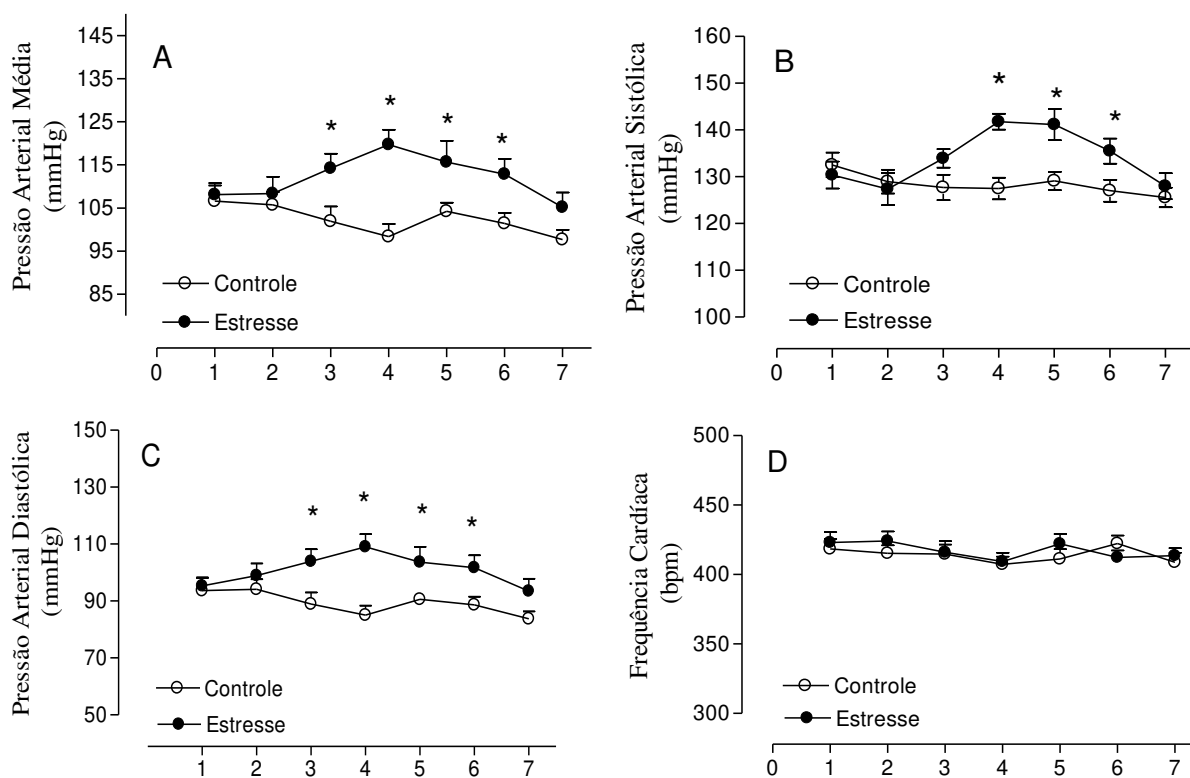 A
Pressão Arterial Média
(mmHg)
145
135
125
115
105
95
85
* * * *
Controle
Estresse
0 1 2 3 4 5 6 7
B
Pressão Arterial Sistólica
(mmHg)
160
150
140
130
120
110
100
* * *
Controle
Estresse
0 1 2 3 4 5 6 7
C
Pressão Arterial Diastólica
(mmHg)
150
130
110
90
70
50
* * * *
Controle
Estresse
1 2 3 4 5 6 7
D
Frequência Cardíaca
(bpm)
500
450
400
350
300
Controle
Estresse
0 1 2 3 4 5 6 7